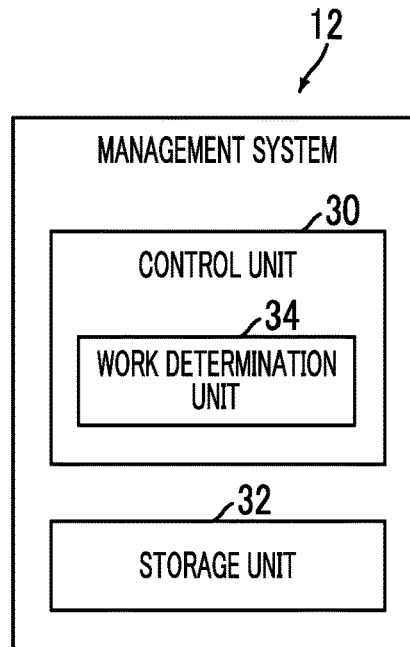 12
MANAGEMENT SYSTEM
30
CONTROL UNIT
34
WORK DETERMINATION
UNIT
32
STORAGE UNIT